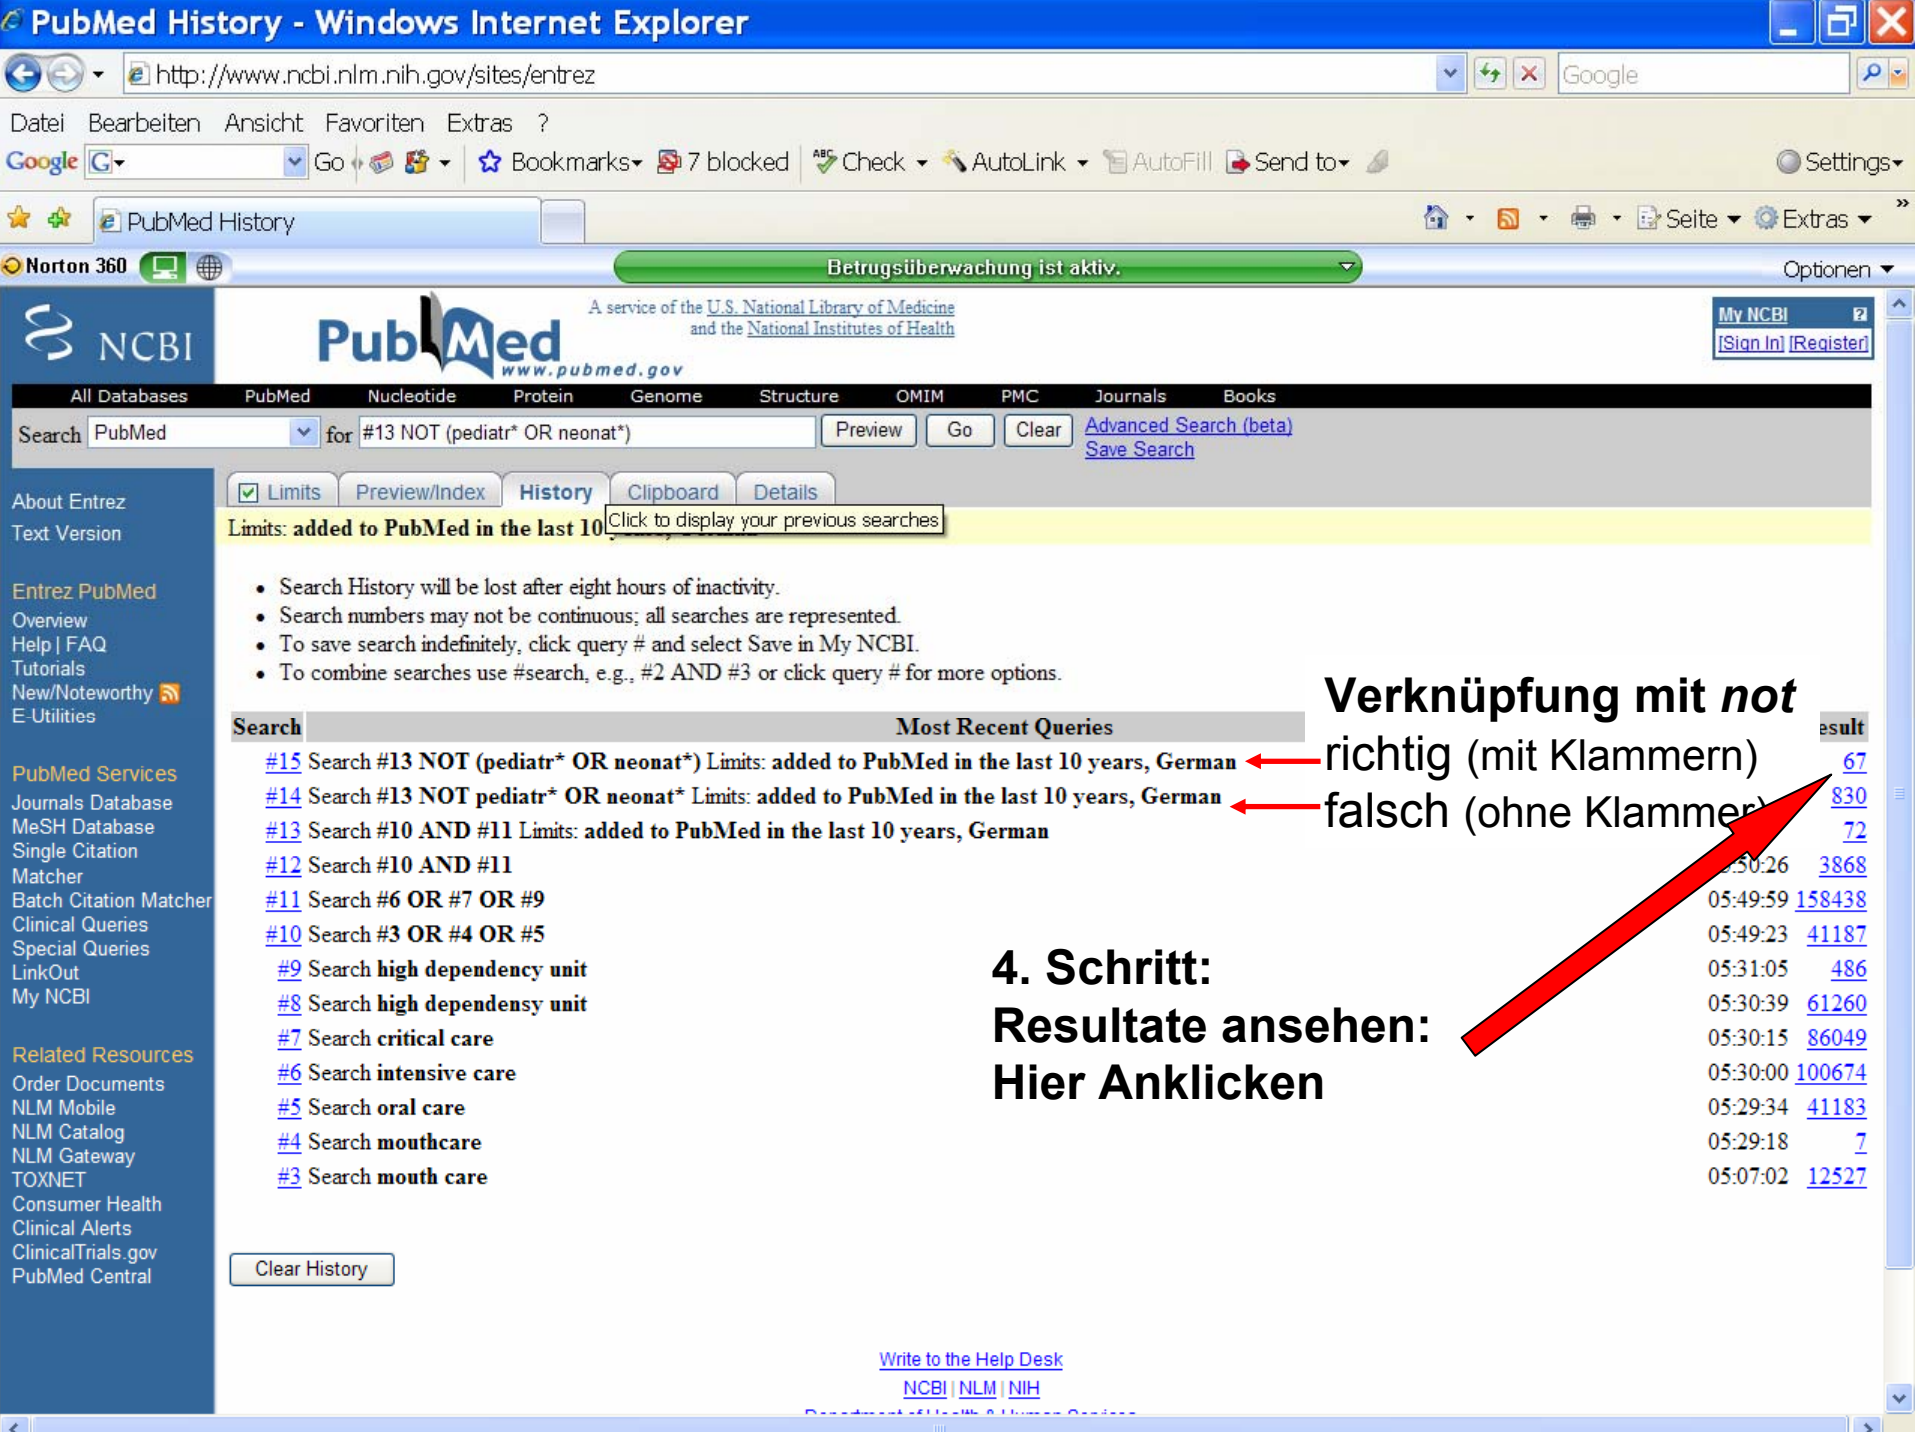 PubMed History - Windows Internet Explorer
http://www.ncbi.nlm.nih.gov/sites/entrez
Google
Datei Bearbeiten Ansicht Favoriten Extras ?
Google G Go Bookmarks 7 blocked Check AutoLink AutoFill Send to Settings
PubMed History Seite Extras »
Norton 360 Betrugsüberwachung ist aktiv. Optionen
NCBI
PubMed
www.pubmed.gov
A service of the U.S. National Library of Medicine
and the National Institutes of Health
My NCBI ?
[Sign In] [Register]
All Databases PubMed Nucleotide Protein Genome Structure OMIM PMC Journals Books
Search PubMed for #13 NOT (pediatr* OR neonat*) Preview Go Clear Advanced Search (beta)
Save Search
Limits Preview/Index History Clipboard Details
Click to display your previous searches
Limits: added to PubMed in the last 10
About Entrez
Text Version
Entrez PubMed
Overview
Help | FAQ
Tutorials
New/Noteworthy
E-Utilities
PubMed Services
Journals Database
MeSH Database
Single Citation
Matcher
Batch Citation Matcher
Clinical Queries
Special Queries
LinkOut
My NCBI
Related Resources
Order Documents
NLM Mobile
NLM Catalog
NLM Gateway
TOXNET
Consumer Health
Clinical Alerts
ClinicalTrials.gov
PubMed Central
• Search History will be lost after eight hours of inactivity.
• Search numbers may not be continuous; all searches are represented.
• To save search indefinitely, click query # and select Save in My NCBI.
• To combine searches use #search, e.g., #2 AND #3 or click query # for more options.
Verknüpfung mit not
richtig (mit Klammern)
falsch (ohne Klammer)
Search Most Recent Queries esult
#15 Search #13 NOT (pediatr* OR neonat*) Limits: added to PubMed in the last 10 years, German 67
#14 Search #13 NOT pediatr* OR neonat* Limits: added to PubMed in the last 10 years, German 830
#13 Search #10 AND #11 Limits: added to PubMed in the last 10 years, German 72
#12 Search #10 AND #11 :50:26 3868
#11 Search #6 OR #7 OR #9 05:49:59 158438
#10 Search #3 OR #4 OR #5 05:49:23 41187
#9 Search high dependency unit 05:31:05 486
#8 Search high dependensy unit 05:30:39 61260
#7 Search critical care 05:30:15 86049
#6 Search intensive care 05:30:00 100674
#5 Search oral care 05:29:34 41183
#4 Search mouthcare 05:29:18 7
#3 Search mouth care 05:07:02 12527
4. Schritt:
Resultate ansehen:
Hier Anklicken
Clear History
Write to the Help Desk
NCBI | NLM | NIH